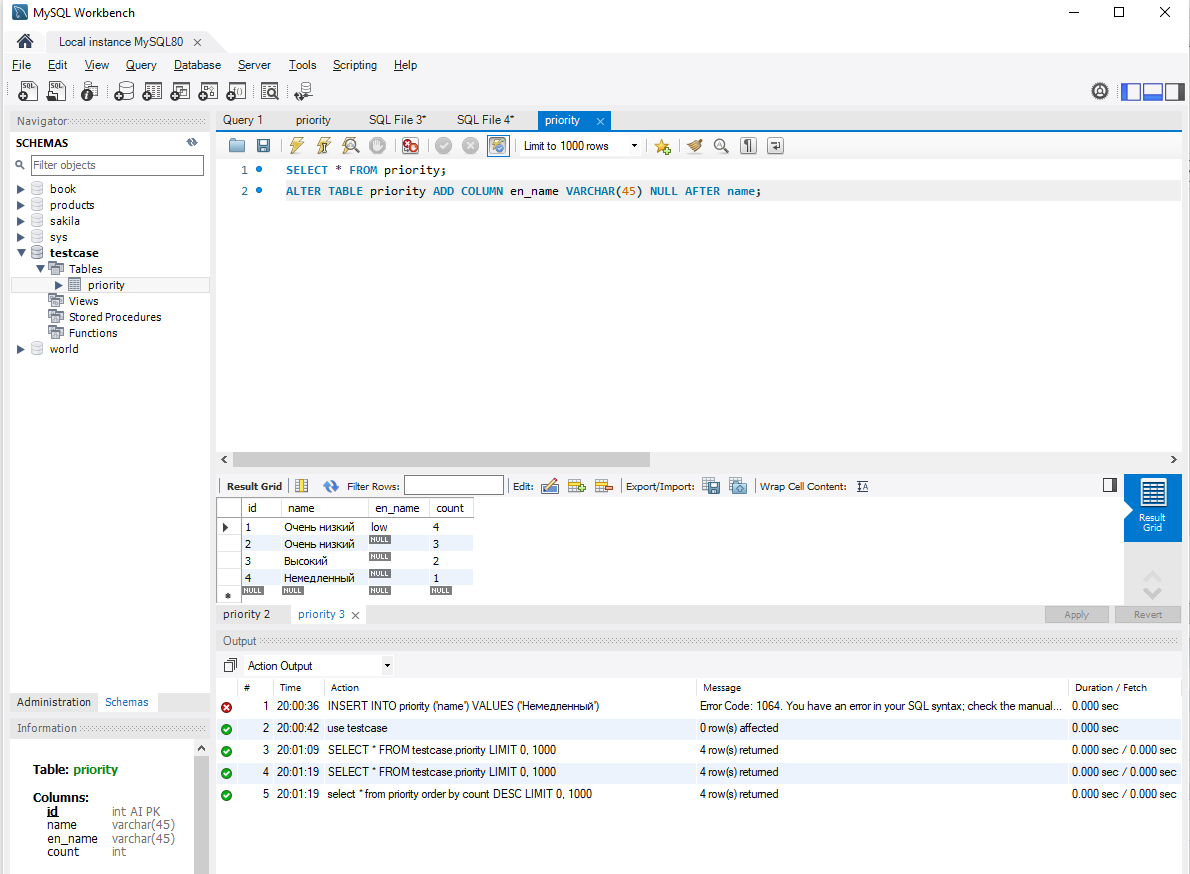 MySQL Workbench
Local instance MySQL80
File Edit View Query Database Server Tools Scripting Help
Navigator
SCHEMAS
Filter objects
book
products
sakila
sys
testcase
Tables
priority
Views
Stored Procedures
Functions
world
Administration Schemas
Information
Table: priority
Columns:
id int AI PK
name varchar(45)
en_name varchar(45)
count int
Query 1 priority SQL File 3* SQL File 4* priority
Limit to 1000 rows
1 SELECT * FROM priority;
2 ALTER TABLE priority ADD COLUMN en_name VARCHAR(45) NULL AFTER name;
Result Grid Filter Rows: Edit: Export/Import: Wrap Cell Content:
id name en_name count
1 Очень низкий low 4
2 Очень низкий NULL 3
3 Высокий NULL 2
4 Немедленный NULL 1
NULL NULL NULL NULL
Result
Grid
priority 2 priority 3 Apply Revert
Output
Action Output
# Time Action Message Duration / Fetch
1 20:00:36 INSERT INTO priority ('name') VALUES ('Немедленный') Error Code: 1064. You have an error in your SQL syntax; check the manual... 0.000 sec
2 20:00:42 use testcase 0 row(s) affected 0.000 sec
3 20:01:09 SELECT * FROM testcase.priority LIMIT 0, 1000 4 row(s) returned 0.000 sec / 0.000 sec
4 20:01:19 SELECT * FROM testcase.priority LIMIT 0, 1000 4 row(s) returned 0.000 sec / 0.000 sec
5 20:01:19 select * from priority order by count DESC LIMIT 0, 1000 4 row(s) returned 0.000 sec / 0.000 sec